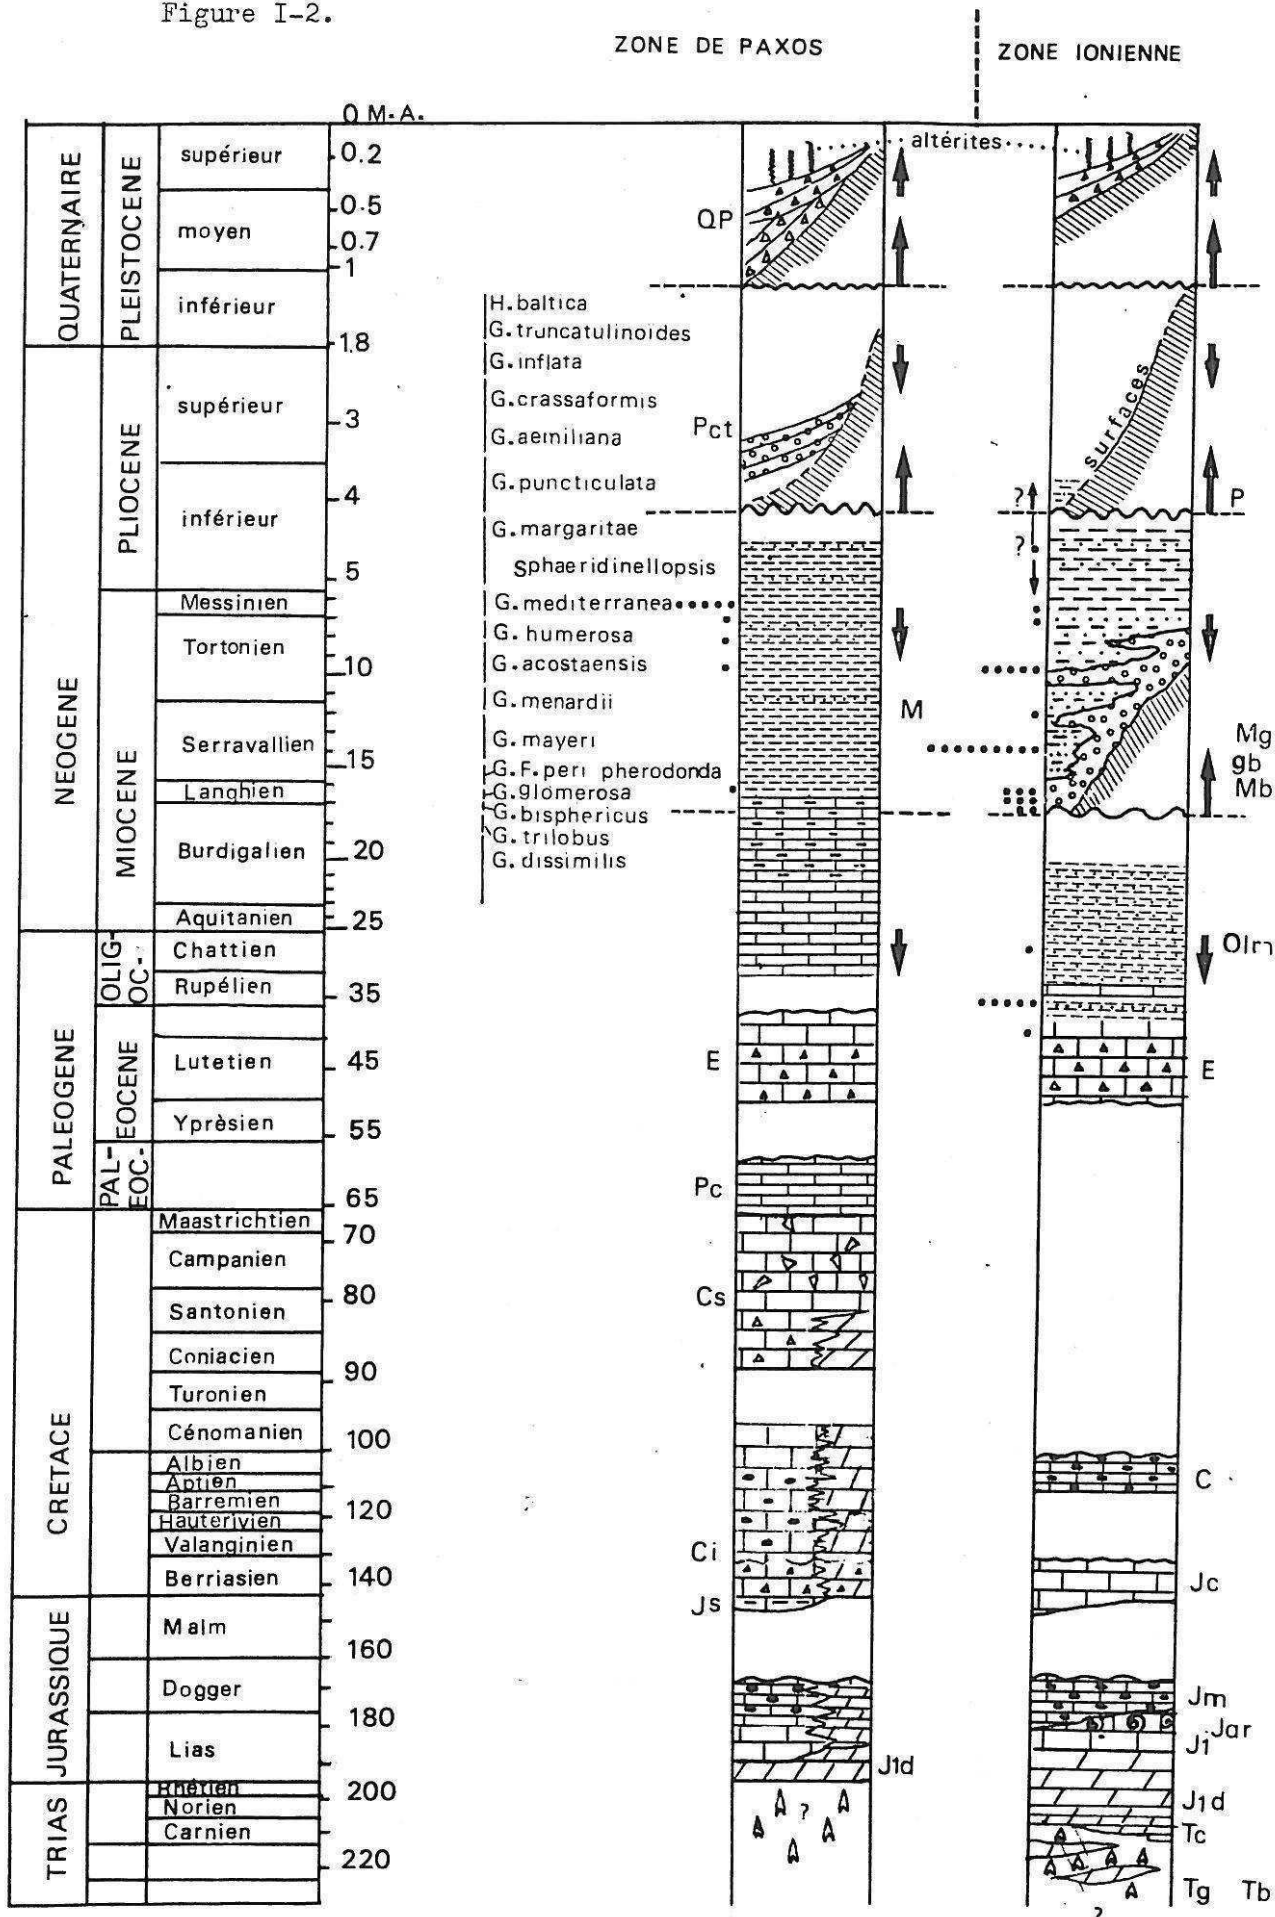 Figure I-2.
ZONE DE PAXOS
ZONE IONIENNE
0 M.A.
QUATERNAIRE
PLEISTOCENE
supérieur
0.2
altérites
moyen
0.5
0.7
1
QP
inférieur
1.8
H.baltica
G.truncatulinoides
G.inflata
G.crassaformis
G.aemiliana
G.puncticulata
G.margaritae
Sphaeridinellopsis
G.mediterranea
G. humerosa
G.acostaensis
G.menardii
G.mayeri
G.F.peri pherodonda
G.glomerosa
G.bisphericus
G.trilobus
G.dissimilis
NEOGENE
PLIOCENE
supérieur
3
Pct
surfaces
4
inférieur
?
P
?
5
MIOCENE
Messinien
Tortonien
10
M
Serravallien
15
Mg
gb
Mb
Langhien
Burdigalien
20
Aquitanien
25
PALEOGENE
OLIG-
OC-
Chattien
Olm
Rupélien
35
EOCENE
Lutetien
45
E
E
Yprèsien
55
PAL-
EOC-
Pc
65
CRETACE
Maastrichtien
70
Campanien
80
Cs
Santonien
Coniacien
90
Turonien
Cénomanien
100
Albien
Aptien
C
Barremien
120
Hauterivien
Valanginien
Ci
Berriasien
140
Jc
Js
JURASSIQUE
Malm
160
Dogger
Jm
180
Jar
Ji
Lias
J1d
TRIAS
Rhétien
200
Norien
?
J1d
Carnien
Tc
220
Tg
Tb
?